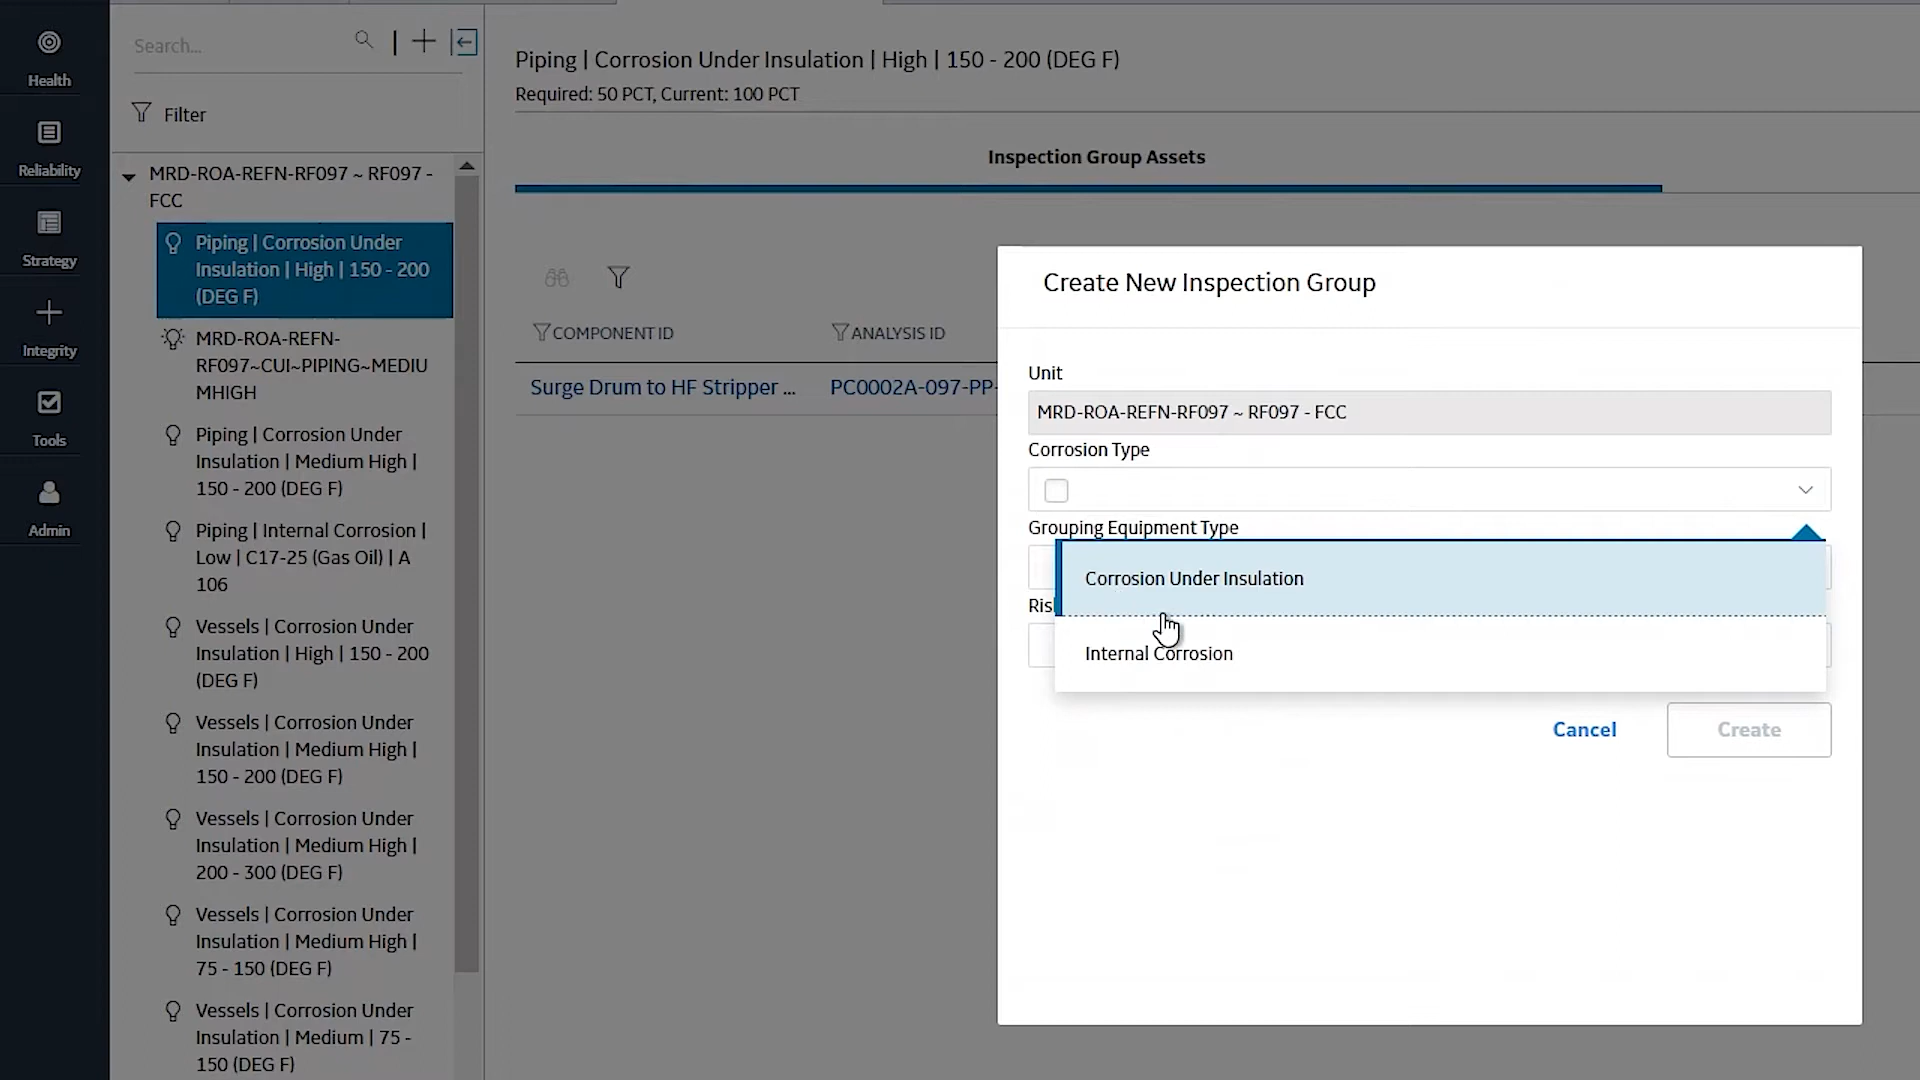 Health
Reliability
Strategy
Integrity
Tools
Admin
Search...
Filter
MRD-ROA-REFN-RF097 ~ RF097 -
FCC
Piping | Corrosion Under
Insulation | High | 150 - 200
(DEG F)
MRD-ROA-REFN-
RF097~CUI~PIPING~MEDIU
MHIGH
Piping | Corrosion Under
Insulation | Medium High |
150 - 200 (DEG F)
Piping | Internal Corrosion |
Low | C17-25 (Gas Oil) | A
106
Vessels | Corrosion Under
Insulation | High | 150 - 200
(DEG F)
Vessels | Corrosion Under
Insulation | Medium High |
150 - 200 (DEG F)
Vessels | Corrosion Under
Insulation | Medium High |
200 - 300 (DEG F)
Vessels | Corrosion Under
Insulation | Medium High |
75 - 150 (DEG F)
Vessels | Corrosion Under
Insulation | Medium | 75 -
150 (DEG F)
Piping | Corrosion Under Insulation | High | 150 - 200 (DEG F)
Required: 50 PCT, Current: 100 PCT
Inspection Group Assets
COMPONENT ID
ANALYSIS ID
Surge Drum to HF Stripper ...
PC0002A-097-PP-
Create New Inspection Group
Unit
MRD-ROA-REFN-RF097 ~ RF097 - FCC
Corrosion Type
Grouping Equipment Type
Corrosion Under Insulation
Internal Corrosion
Cancel
Create